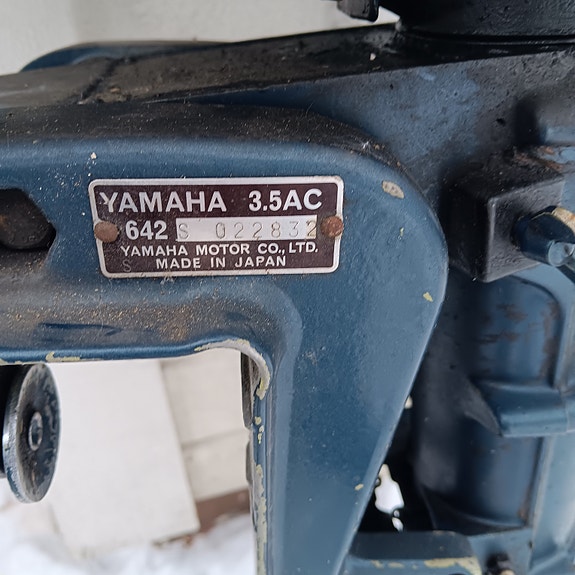 YAMAHA 3.5AC
642 S 022832
YAMAHA MOTOR CO., LTD.
S MADE IN JAPAN